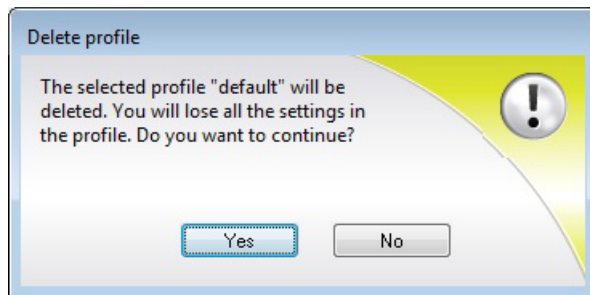 Delete profile
The selected profile "default" will be
deleted. You will lose all the settings in
the profile. Do you want to continue?
Yes
No